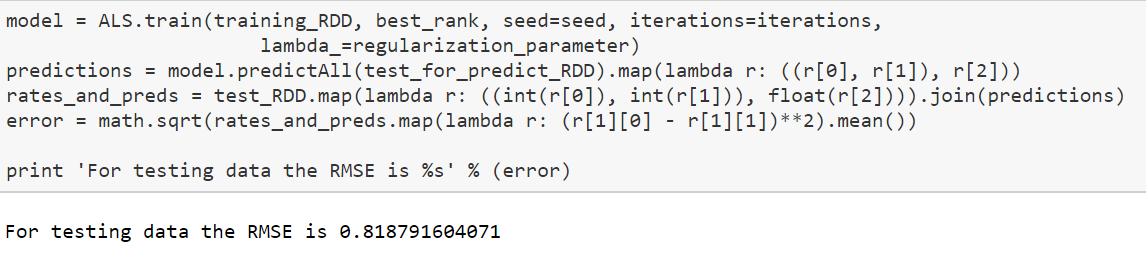 model = ALS.train(training_RDD, best_rank, seed=seed, iterations=iterations,
                  lambda_=regularization_parameter)
predictions = model.predictAll(test_for_predict_RDD).map(lambda r: ((r[0], r[1]), r[2]))
rates_and_preds = test_RDD.map(lambda r: ((int(r[0]), int(r[1])), float(r[2]))).join(predictions)
error = math.sqrt(rates_and_preds.map(lambda r: (r[1][0] - r[1][1])**2).mean())
print 'For testing data the RMSE is %s' % (error)
For testing data the RMSE is 0.818791604071